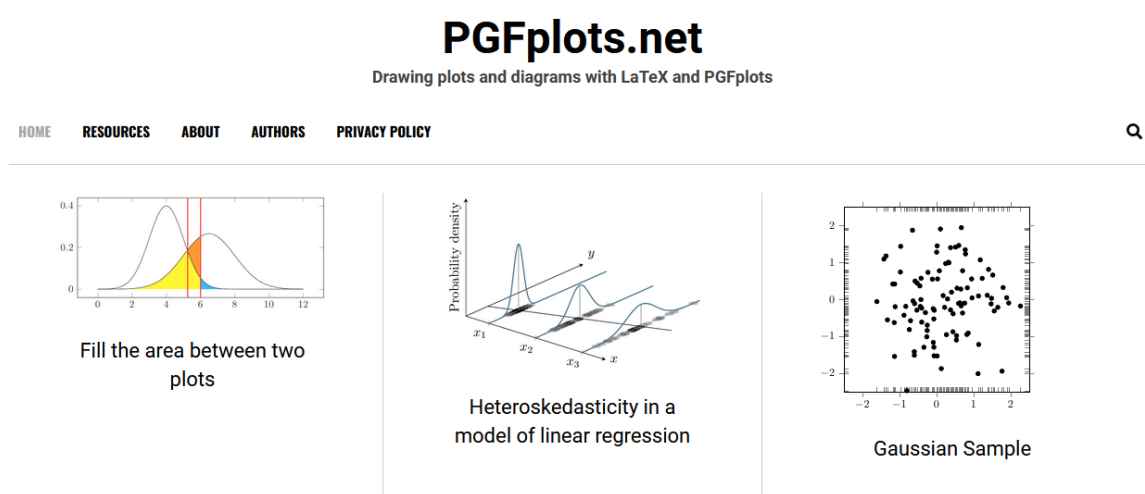 PGFplots.net
Drawing plots and diagrams with LaTeX and PGFplots
HOME RESOURCES ABOUT AUTHORS PRIVACY POLICY
0.4
0.2
0
0 2 4 6 8 10 12
Fill the area between two
plots
Probability density
y
x1
x2
x3
x
Heteroskedasticity in a
model of linear regression
2
1
0
−1
−2
−2 −1 0 1 2
Gaussian Sample